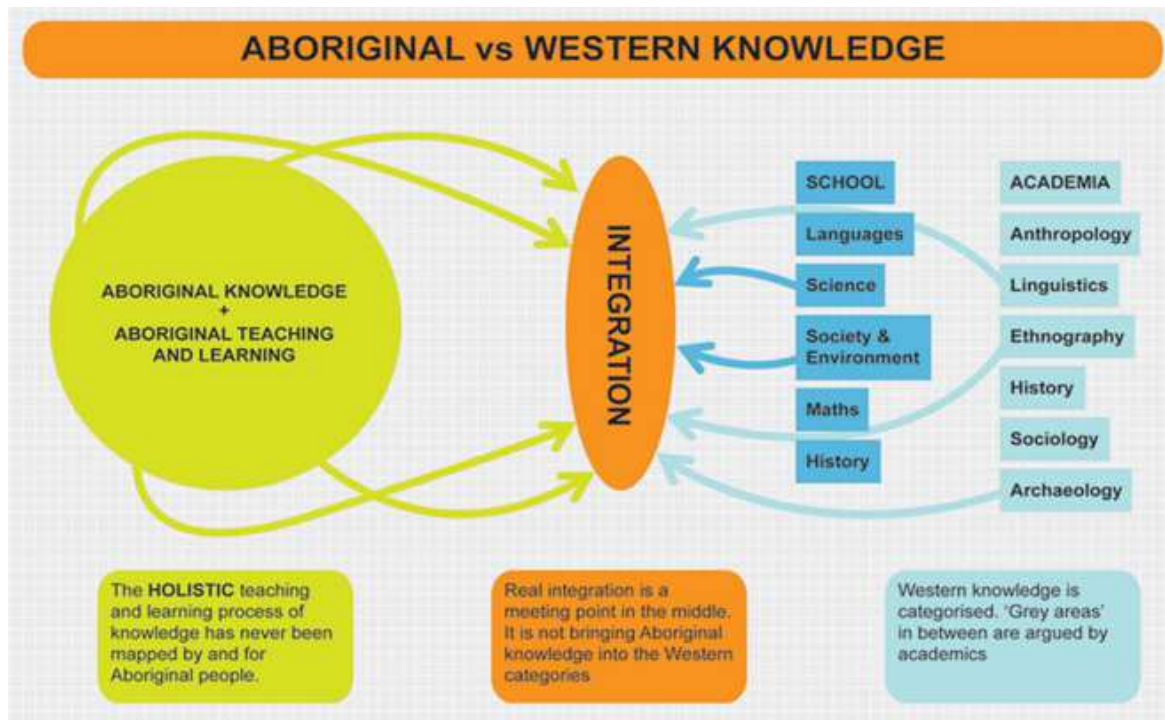 ABORIGINAL vs WESTERN KNOWLEDGE
ABORIGINAL KNOWLEDGE
+
ABORIGINAL TEACHING
AND LEARNING
INTEGRATION
SCHOOL
Languages
Science
Society &
Environment
Maths
History
ACADEMIA
Anthropology
Linguistics
Ethnography
History
Sociology
Archaeology
The HOLISTIC teaching
and learning process of
knowledge has never been
mapped by and for
Aboriginal people.
Real integration is a
meeting point in the middle.
It is not bringing Aboriginal
knowledge into the Western
categories
Western knowledge is
categorised. ‘Grey areas’
in between are argued by
academics